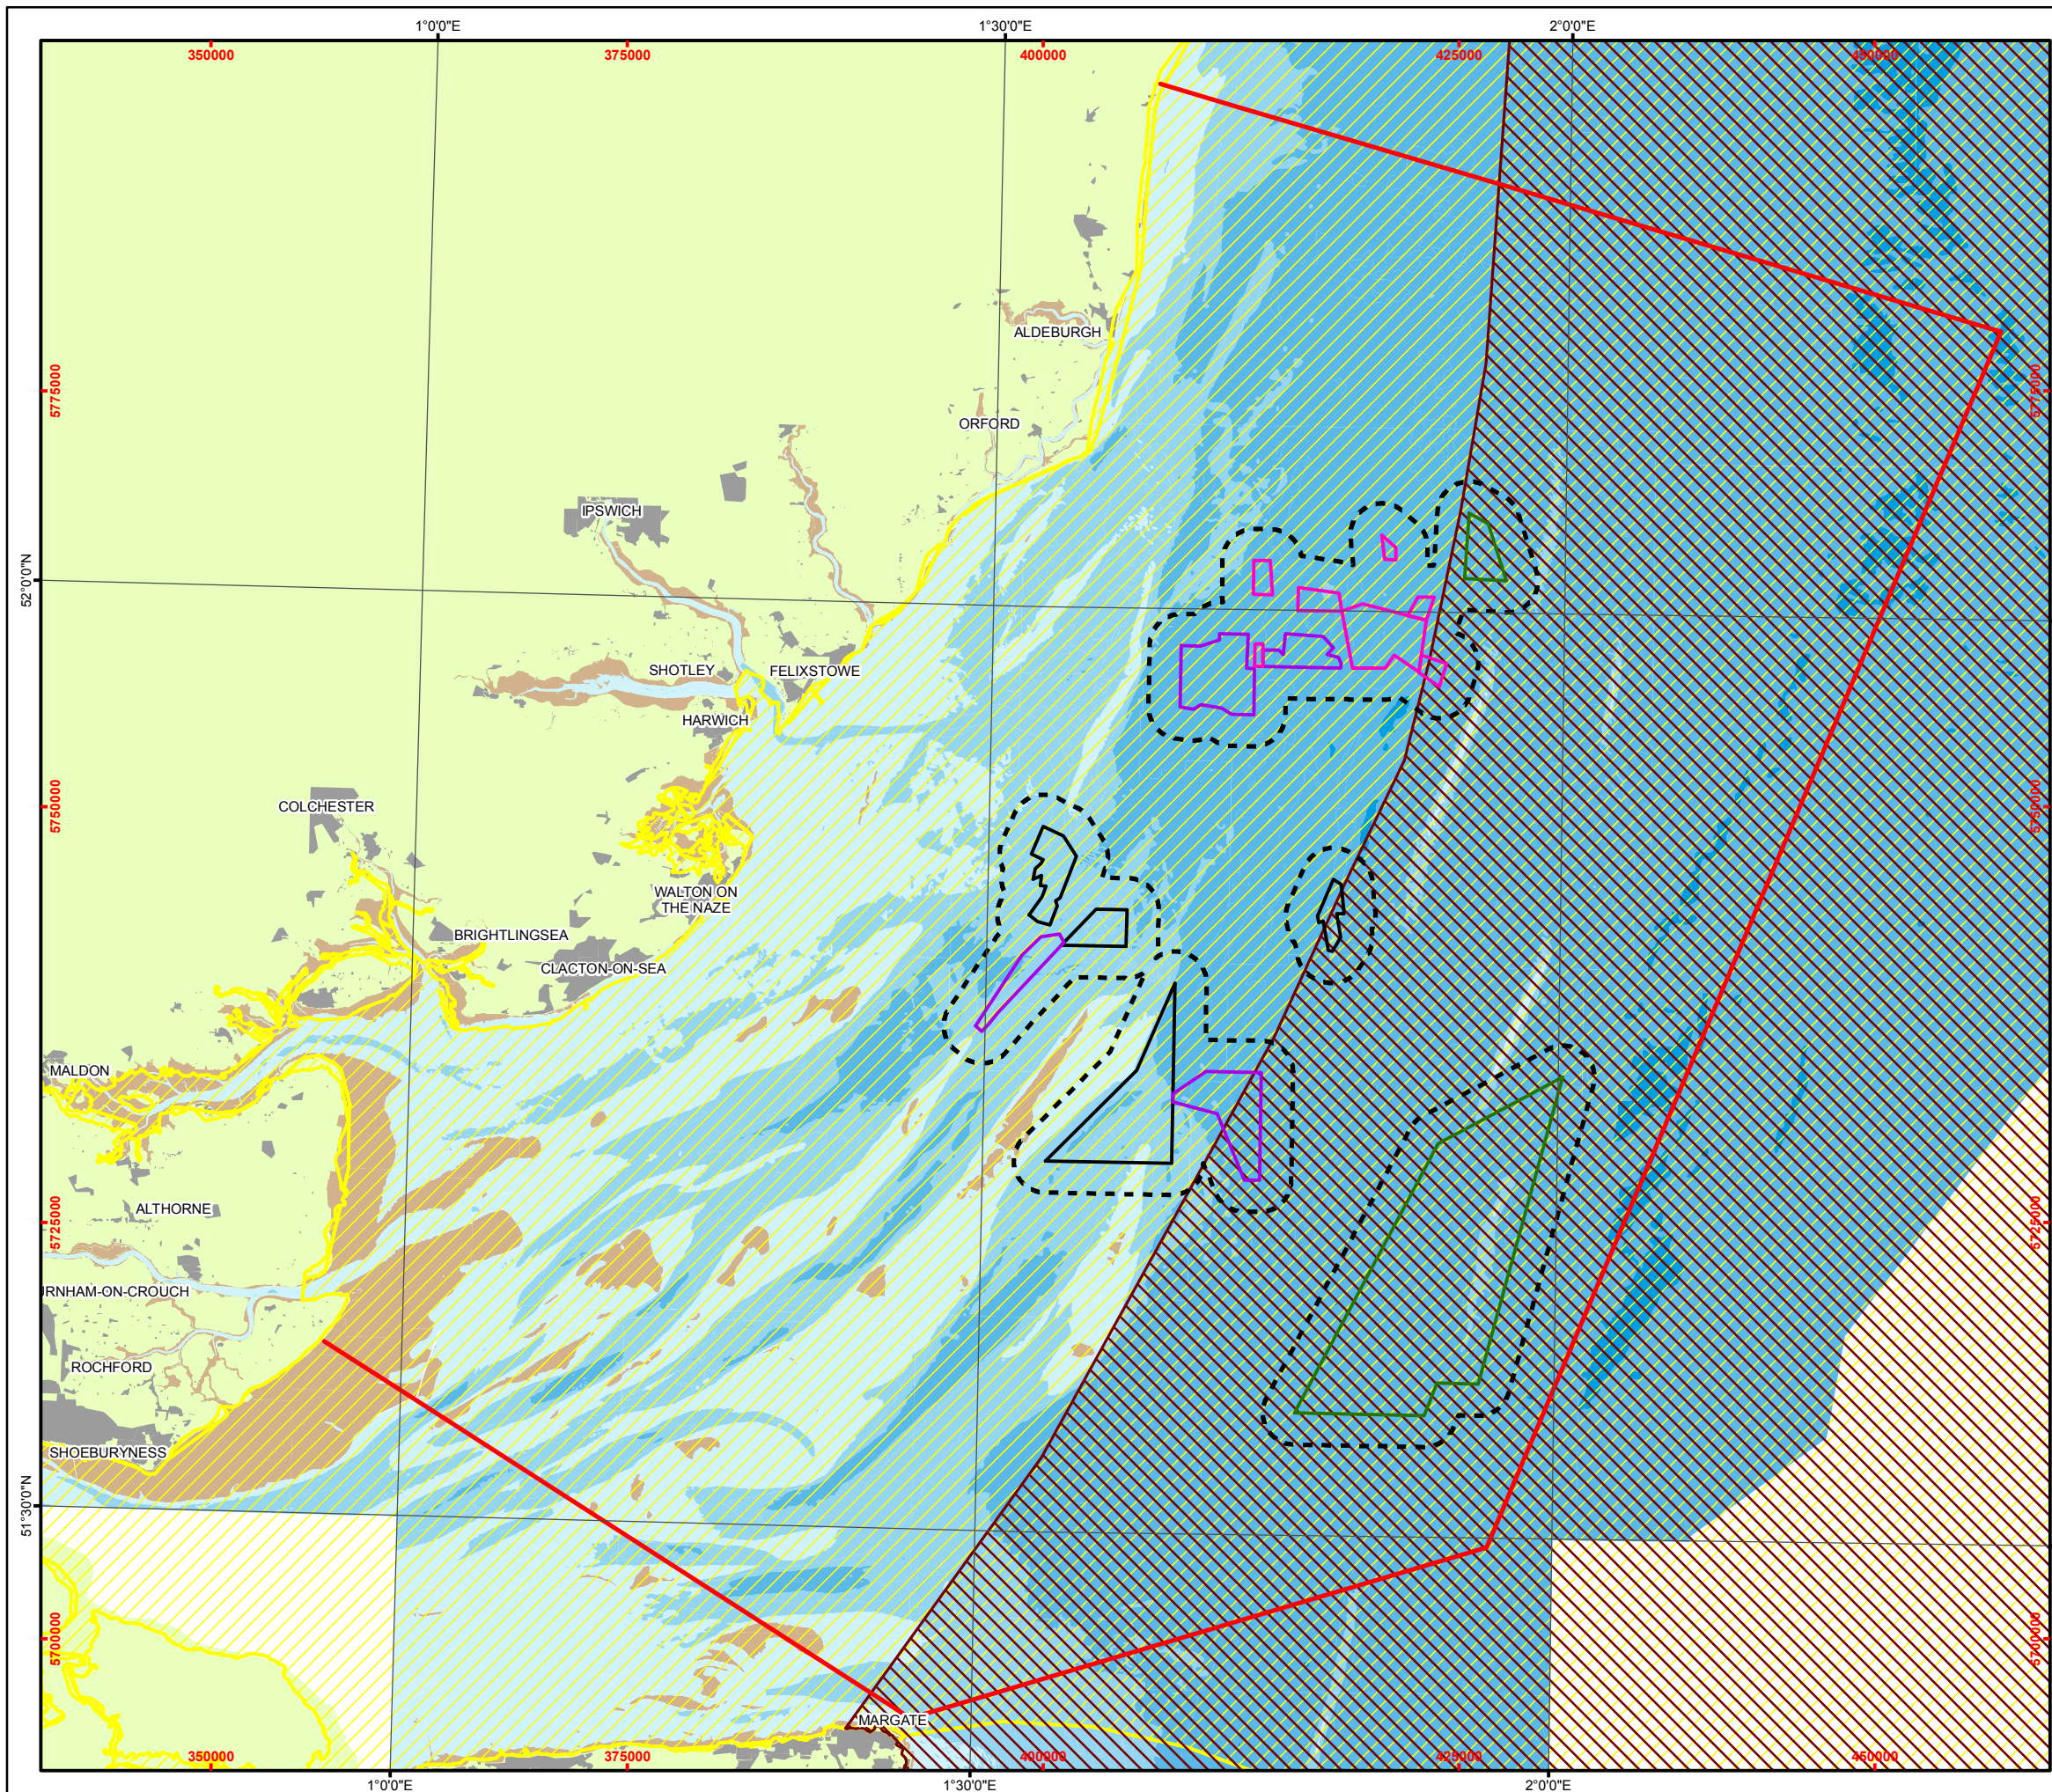 1°0'0"E
1°30'0"E
2°0'0"E
350000
375000
400000
425000
450000
ALDEBURGH
5775000
5775000
ORFORD
IPSWICH
52°0'0"N
SHOTLEY
FELIXSTOWE
HARWICH
COLCHESTER
5750000
5750000
WALTON ON
THE NAZE
BRIGHTLINGSEA
CLACTON-ON-SEA
MALDON
ALTHORNE
5725000
5725000
URNHAM-ON-CROUCH
ROCHFORD
SHOEBURYNESS
51°30'0"N
5700000
5700000
MARGATE
350000
375000
400000
425000
450000
1°0'0"E
1°30'0"E
2°0'0"E